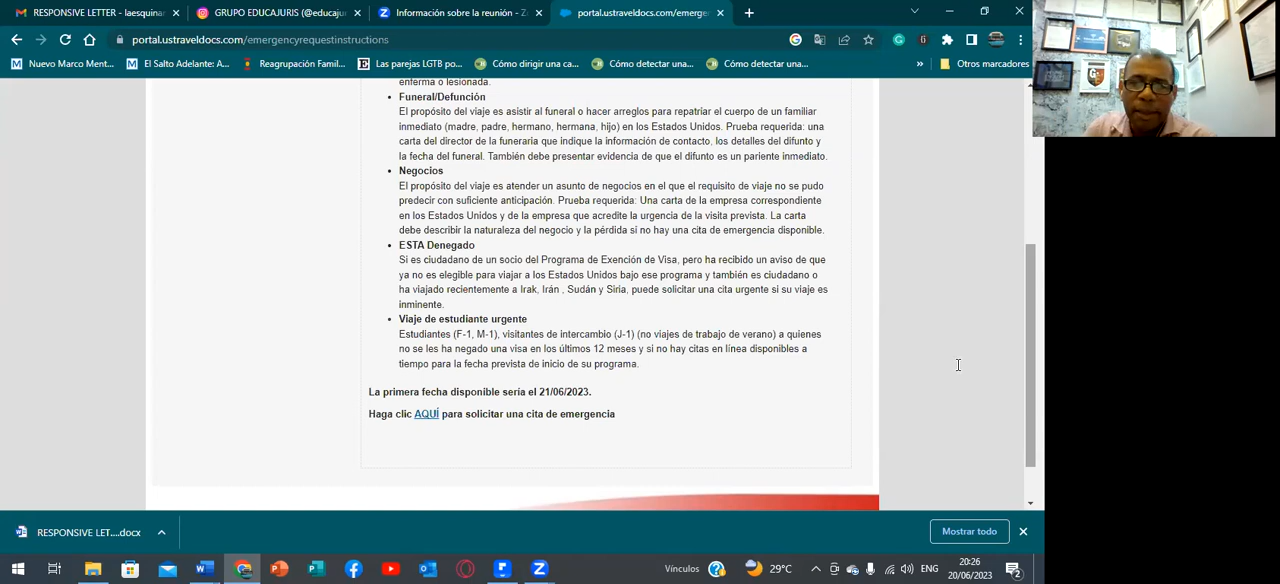 RESPONSIVE LETTER - laesquinar
GRUPO EDUCAJURIS (@educaju
Información sobre la reunión - Zo
portal.ustraveldocs.com/emerge
portal.ustraveldocs.com/emergencyrequestinstructions
Nuevo Marco Ment...
El Salto Adelante: A...
Reagrupación Famil...
Las parejas LGTB po...
Cómo dirigir una ca...
Cómo detectar una...
Cómo detectar una...
»
Otros marcadores
enferma o lesionada.
• Funeral/Defunción
El propósito del viaje es asistir al funeral o hacer arreglos para repatriar el cuerpo de un familiar
inmediato (madre, padre, hermano, hermana, hijo) en los Estados Unidos. Prueba requerida: una
carta del director de la funeraria que indique la información de contacto, los detalles del difunto y
la fecha del funeral. También debe presentar evidencia de que el difunto es un pariente inmediato.
• Negocios
El propósito del viaje es atender un asunto de negocios en el que el requisito de viaje no se pudo
predecir con suficiente anticipación. Prueba requerida: Una carta de la empresa correspondiente
en los Estados Unidos y de la empresa que acredite la urgencia de la visita prevista. La carta
debe describir la naturaleza del negocio y la pérdida si no hay una cita de emergencia disponible.
• ESTA Denegado
Si es ciudadano de un socio del Programa de Exención de Visa, pero ha recibido un aviso de que
ya no es elegible para viajar a los Estados Unidos bajo ese programa y también es ciudadano o
ha viajado recientemente a Irak, Irán , Sudán y Siria, puede solicitar una cita urgente si su viaje es
inminente.
• Viaje de estudiante urgente
Estudiantes (F-1, M-1), visitantes de intercambio (J-1) (no viajes de trabajo de verano) a quienes
no se les ha negado una visa en los últimos 12 meses y si no hay citas en línea disponibles a
tiempo para la fecha prevista de inicio de su programa.
La primera fecha disponible sería el 21/06/2023.
Haga clic AQUÍ para solicitar una cita de emergencia
RESPONSIVE LET....docx
Mostrar todo
Vínculos
29°C
ENG
20:26
20/06/2023